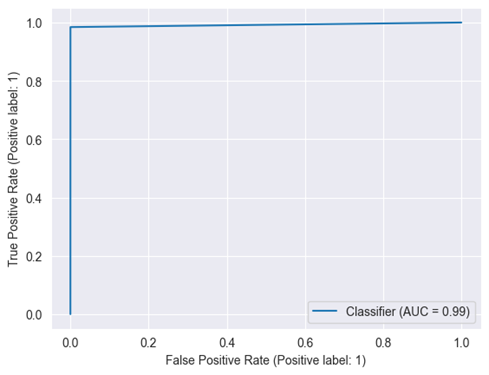 1.0
0.8
0.6
0.4
0.2
0.0
True Positive Rate (Positive label: 1)
Classifier (AUC = 0.99)
0.0 0.2 0.4 0.6 0.8 1.0
False Positive Rate (Positive label: 1)